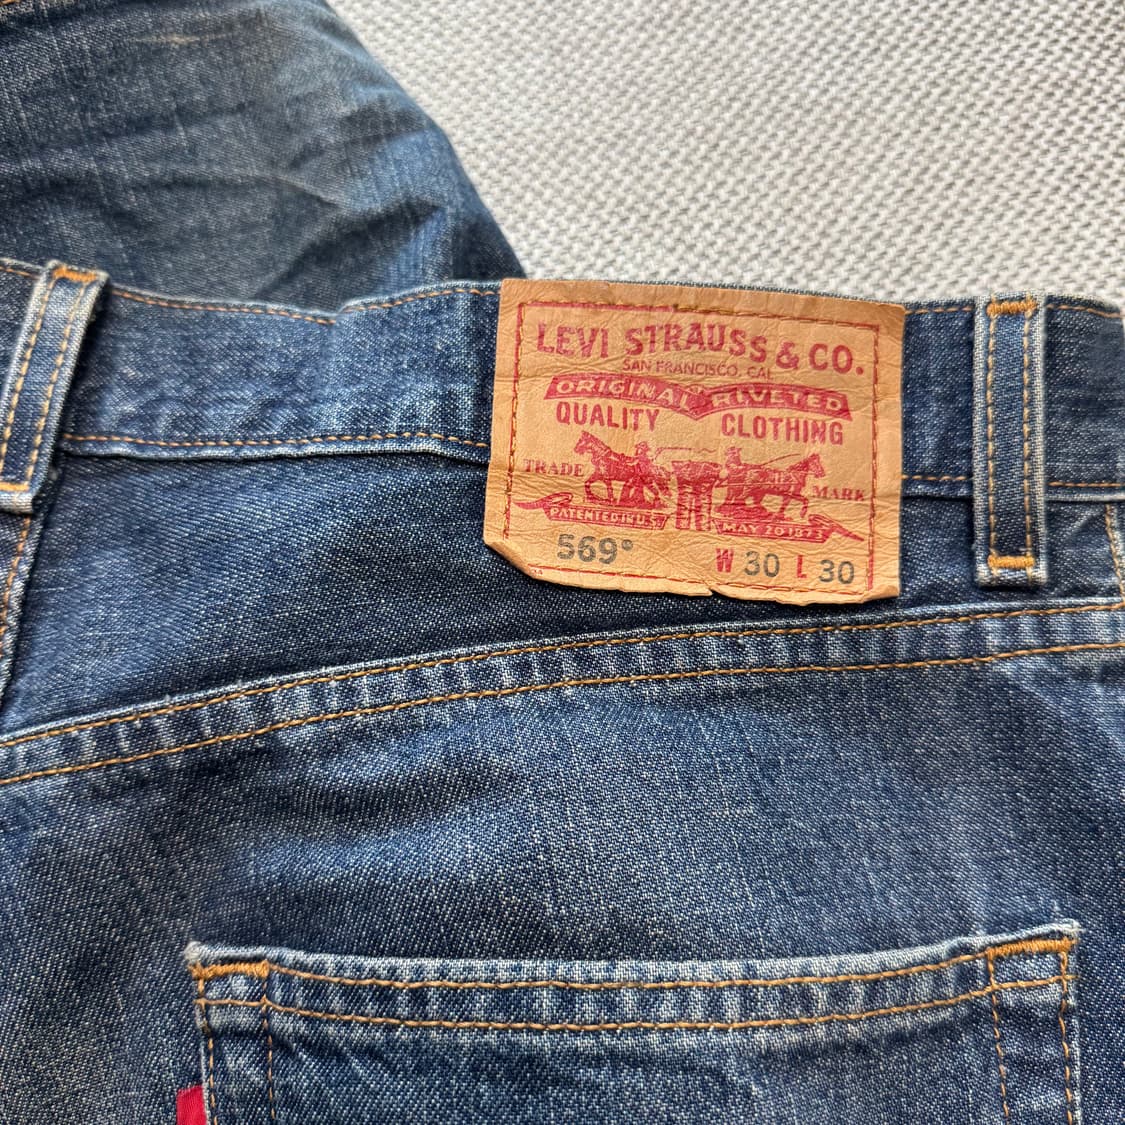 LEVI STRAUSS & CO.
SAN FRANCISCO, CAL
ORIGINAL RIVETED
QUALITY CLOTHING
TRADE MARK
PATENTED IN U.S. MAY 20 1873
569® W 30 L 30